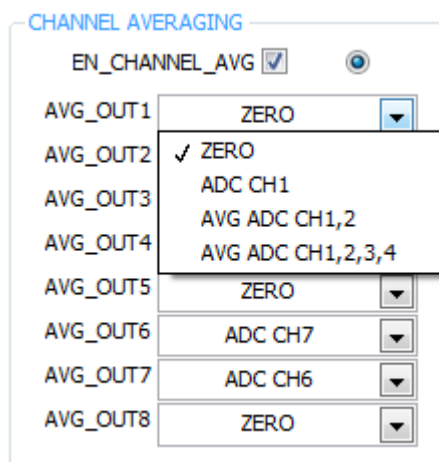 CHANNEL AVERAGING
EN_CHANNEL_AVG
AVG_OUT1 ZERO
AVG_OUT2 ZERO
ADC CH1
AVG_OUT3 AVG ADC CH1,2
AVG_OUT4 AVG ADC CH1,2,3,4
AVG_OUT5 ZERO
AVG_OUT6 ADC CH7
AVG_OUT7 ADC CH6
AVG_OUT8 ZERO